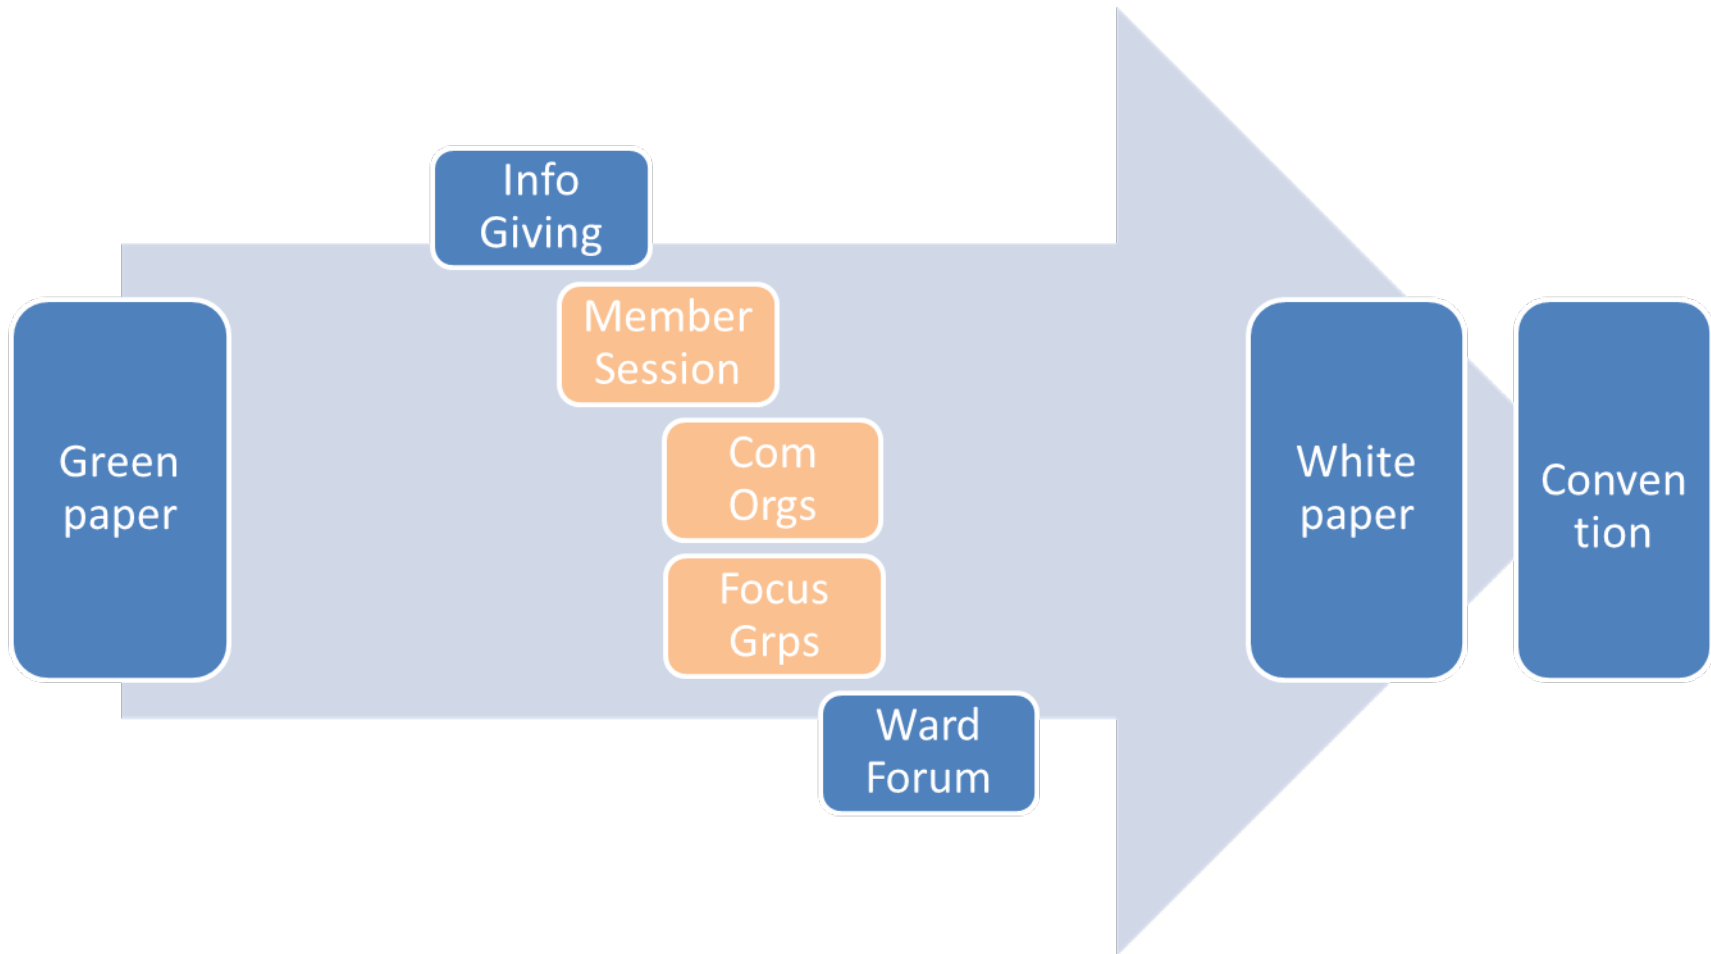 Green
paper
Info
Giving
Member
Session
Com
Orgs
Focus
Grps
Ward
Forum
White
paper
Conven
tion